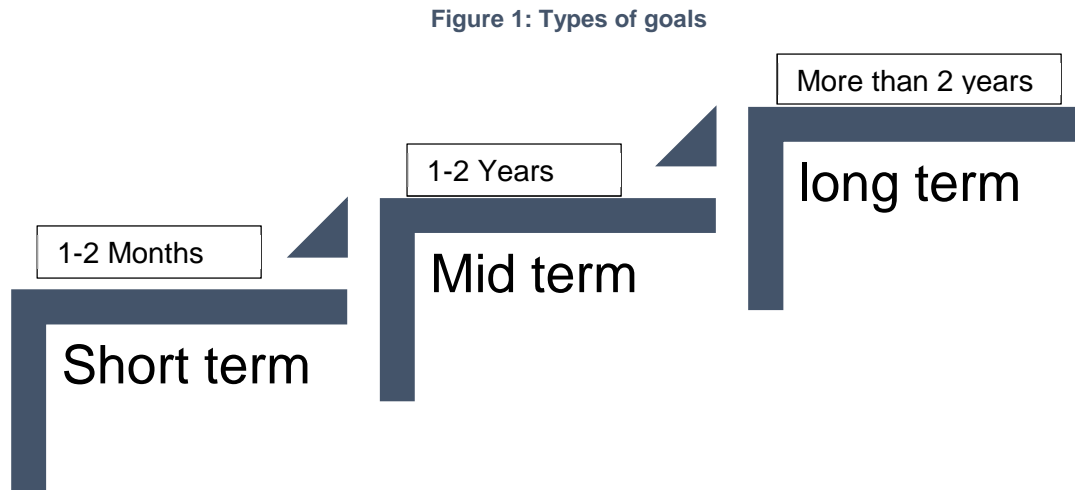 Figure 1: Types of goals
More than 2 years
long term
1-2 Years
Mid term
1-2 Months
Short term